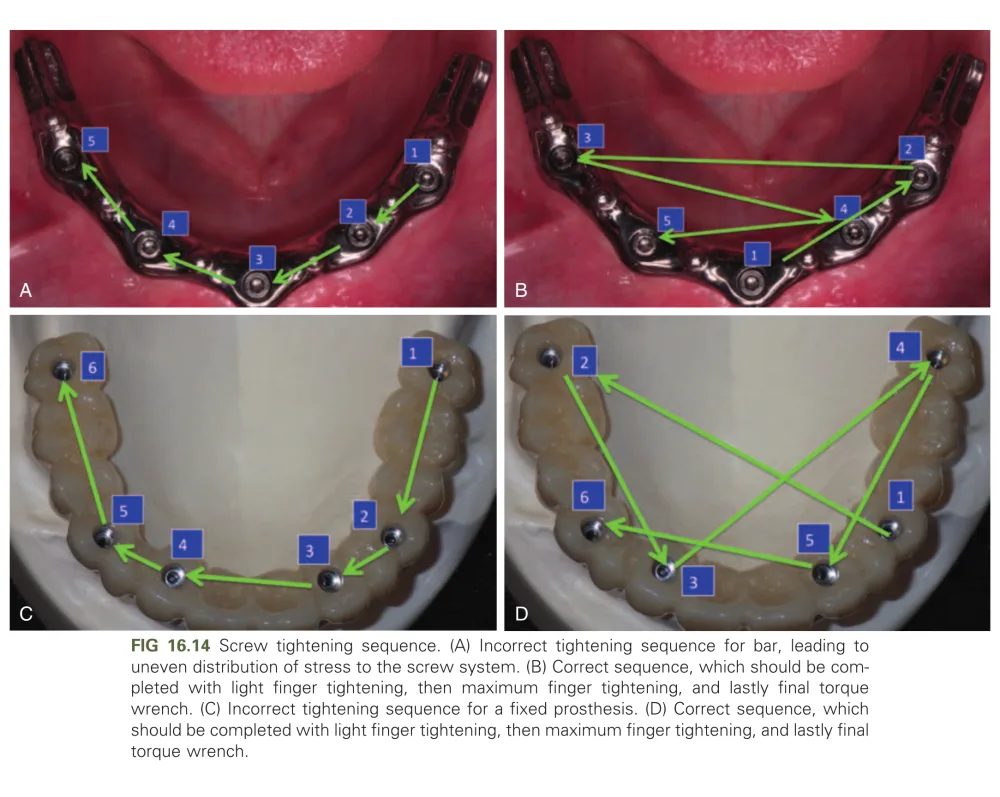 5
1
4
2
3
A
3
2
5
4
1
B
6
1
5
2
4
3
C
2
4
6
1
5
3
D
FIG 16.14 Screw tightening sequence. (A) Incorrect tightening sequence for bar, leading to
uneven distribution of stress to the screw system. (B) Correct sequence, which should be com-
pleted with light finger tightening, then maximum finger tightening, and lastly final torque
wrench. (C) Incorrect tightening sequence for a fixed prosthesis. (D) Correct sequence, which
should be completed with light finger tightening, then maximum finger tightening, and lastly final
torque wrench.